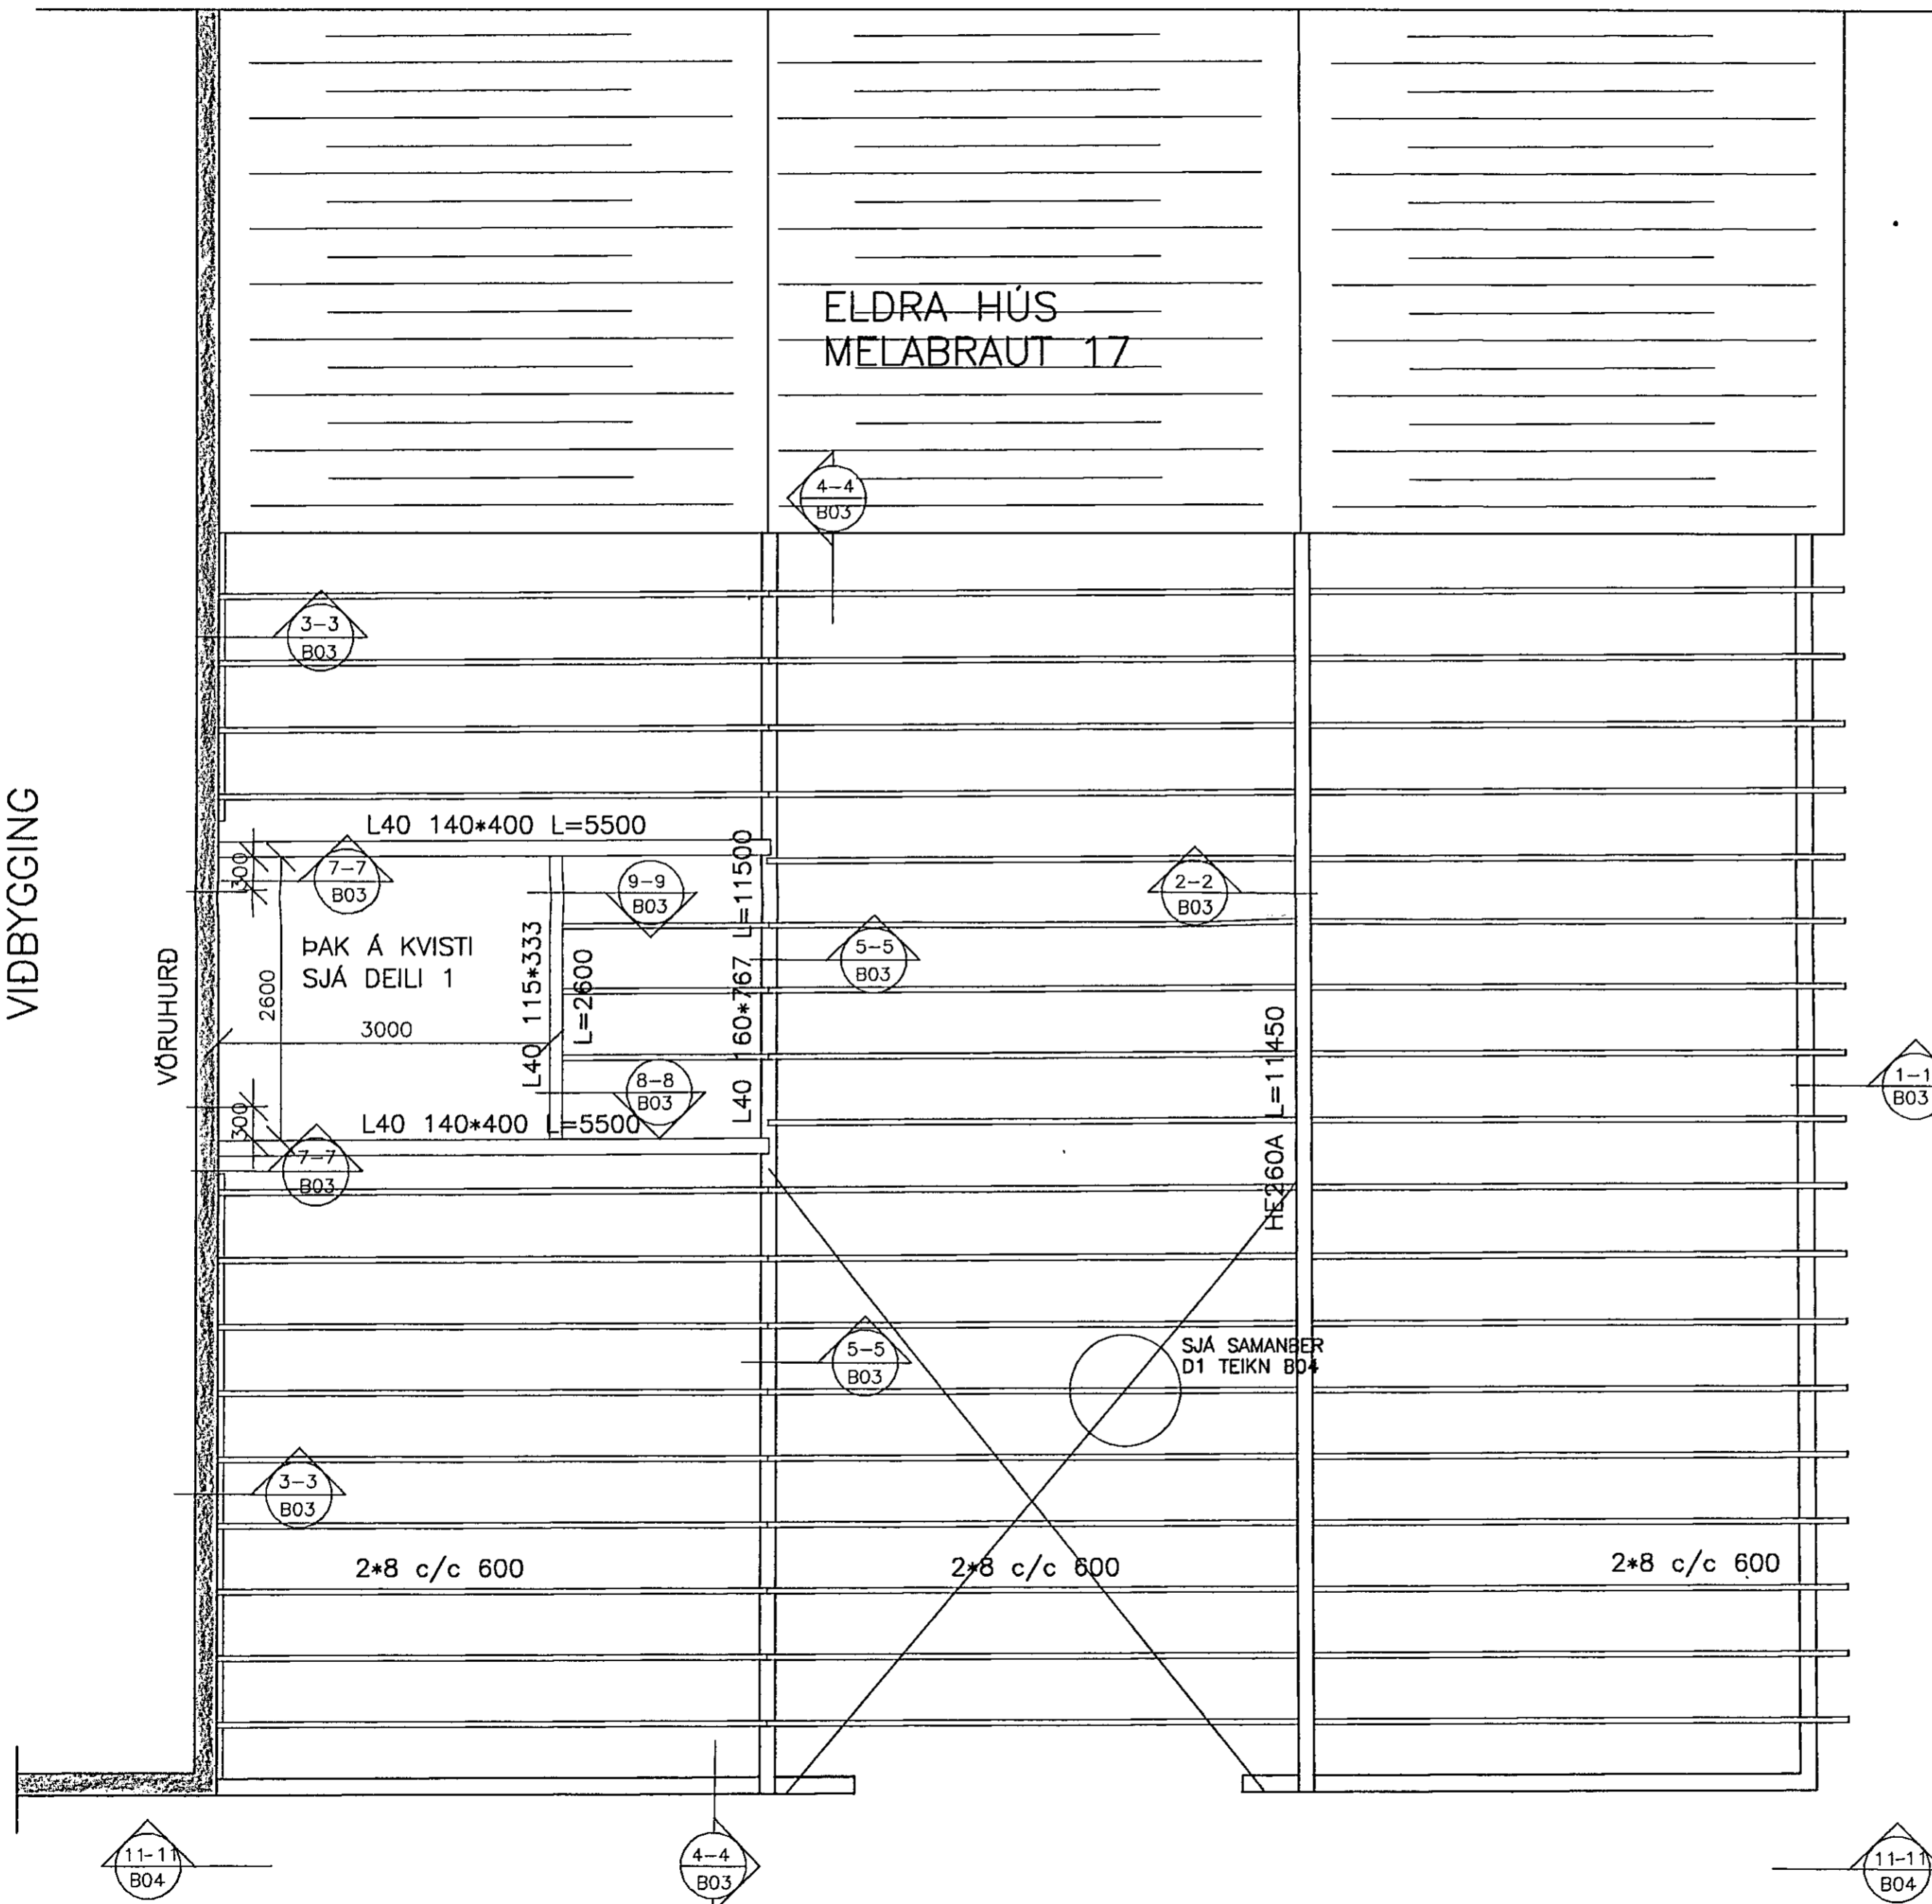 ELDRA HÚS
MELABRAUT 17
4-4
B03
3-3
B03
VIÐBYGGING
VÖRUHURÐ
L40 140*400 L=5500
300
7-7
B03
9-9
B03
2-2
B03
ÞAK Á KVISTI
SJÁ DEILI 1
2600
3000
L40 115*333
L=2600
L40 160*767 L=11500
5-5
B03
8-8
B03
HE260A L=11450
1-1
B03
300
L40 140*400 L=5500
7-7
B03
5-5
B03
SJÁ SAMANBER
D1 TEIKN B04
3-3
B03
2*8 c/c 600
2*8 c/c 600
2*8 c/c 600
11-11
B04
4-4
B03
11-11
B04